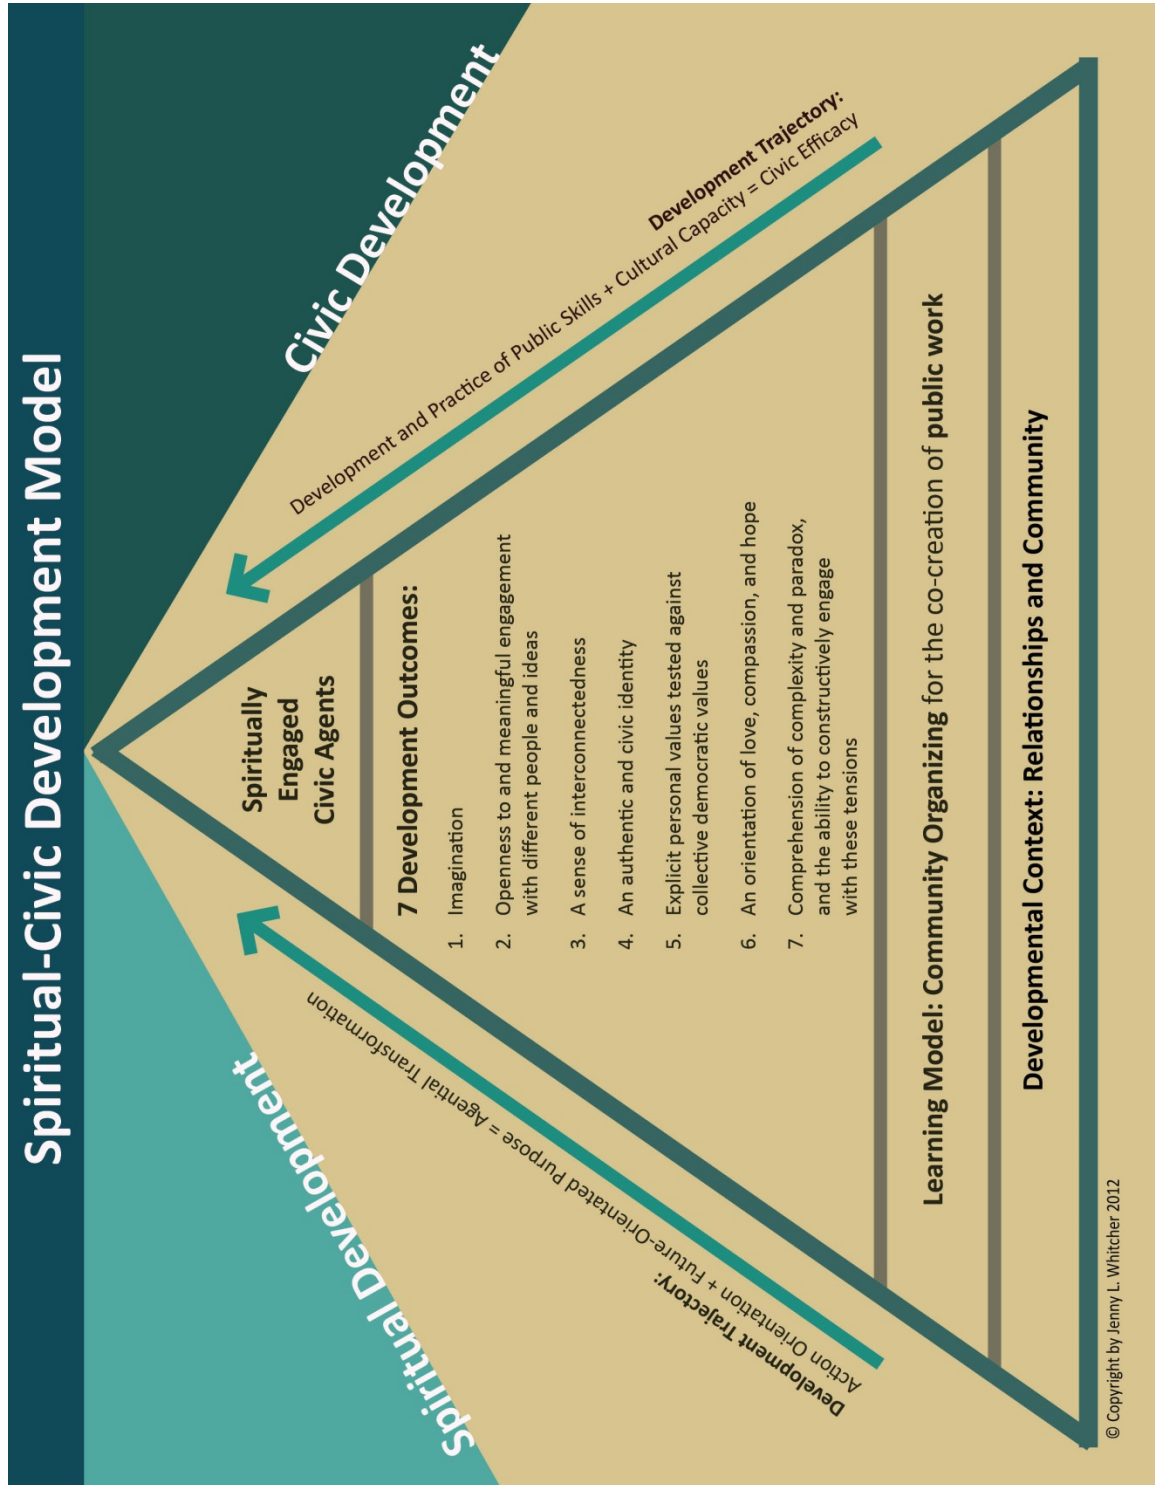 Spiritual-Civic Development Model
Spiritual Development
Civic Development
Development Trajectory:
Action Orientation + Future-Orientated Purpose = Agential Transformation
Development Trajectory:
Development and Practice of Public Skills + Cultural Capacity = Civic Efficacy
Spiritually
Engaged
Civic Agents
7 Development Outcomes:
1. Imagination
2. Openness to and meaningful engagement
with different people and ideas
3. A sense of interconnectedness
4. An authentic and civic identity
5. Explicit personal values tested against
collective democratic values
6. An orientation of love, compassion, and hope
7. Comprehension of complexity and paradox,
and the ability to constructively engage
with these tensions
Learning Model: Community Organizing for the co-creation of public work
Developmental Context: Relationships and Community
© Copyright by Jenny L. Whitcher 2012